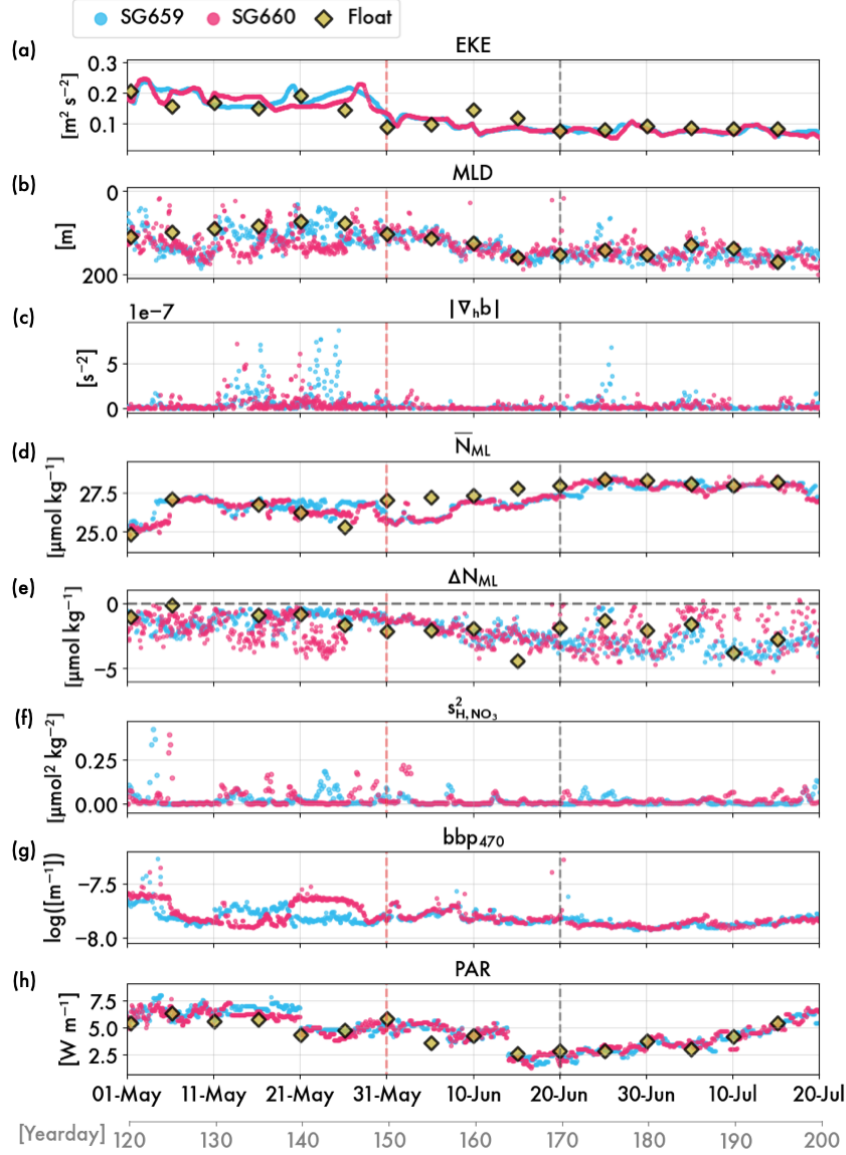 SG659 SG660 Float
(a) EKE
0.3
0.2
0.1
[m² s⁻²]
(b) MLD
0
200
[m]
(c) |∇ₕb|
1e−7
5
0
[s⁻²]
(d) N̅ML
27.5
25.0
[μmol kg⁻¹]
(e) ΔNML
0
−5
[μmol kg⁻¹]
(f) s²H, NO₃
0.25
0.00
[μmol² kg⁻²]
(g) bbp₄₇₀
−7.5
−8.0
log([m⁻¹])
(h) PAR
7.5
5.0
2.5
[W m⁻¹]
01-May 11-May 21-May 31-May 10-Jun 20-Jun 30-Jun 10-Jul 20-Jul
[Yearday] 120 130 140 150 160 170 180 190 200